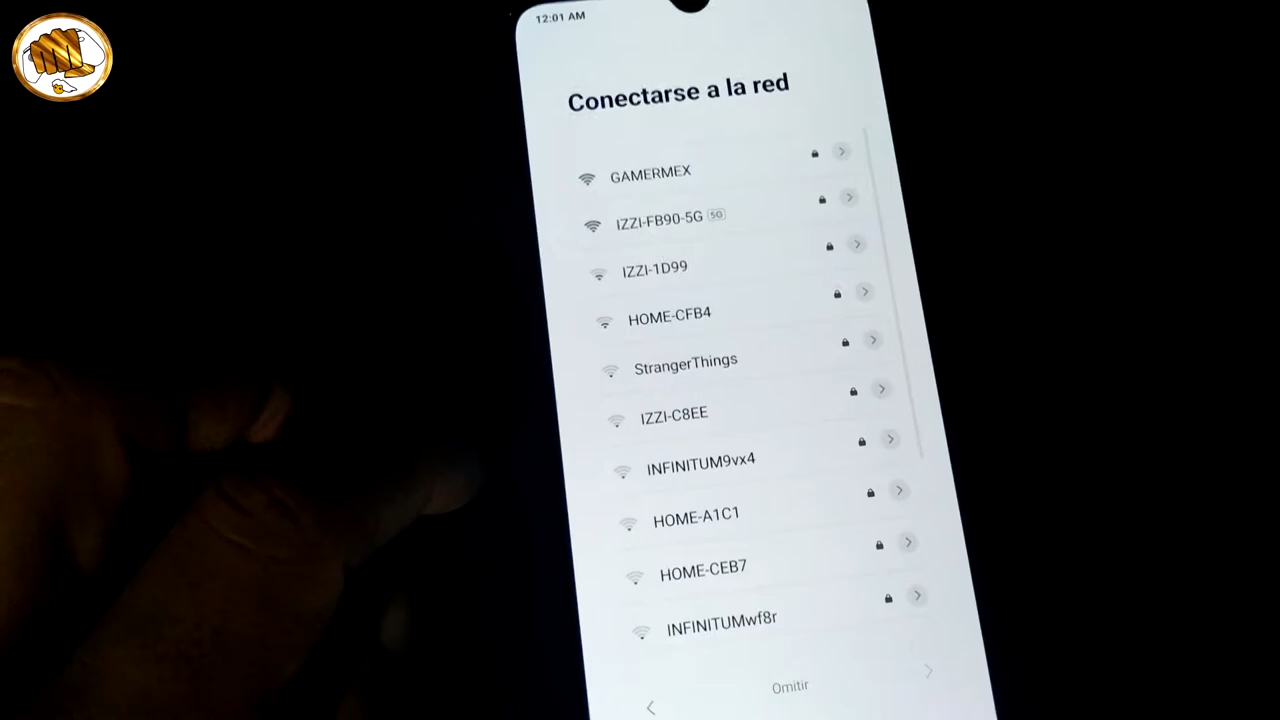 12:01 AM
Conectarse a la red
GAMERMEX
IZZI-FB90-5G 5G
IZZI-1D99
HOME-CFB4
StrangerThings
IZZI-C8EE
INFINITUM9vx4
HOME-A1C1
HOME-CEB7
INFINITUMwf8r
Omitir